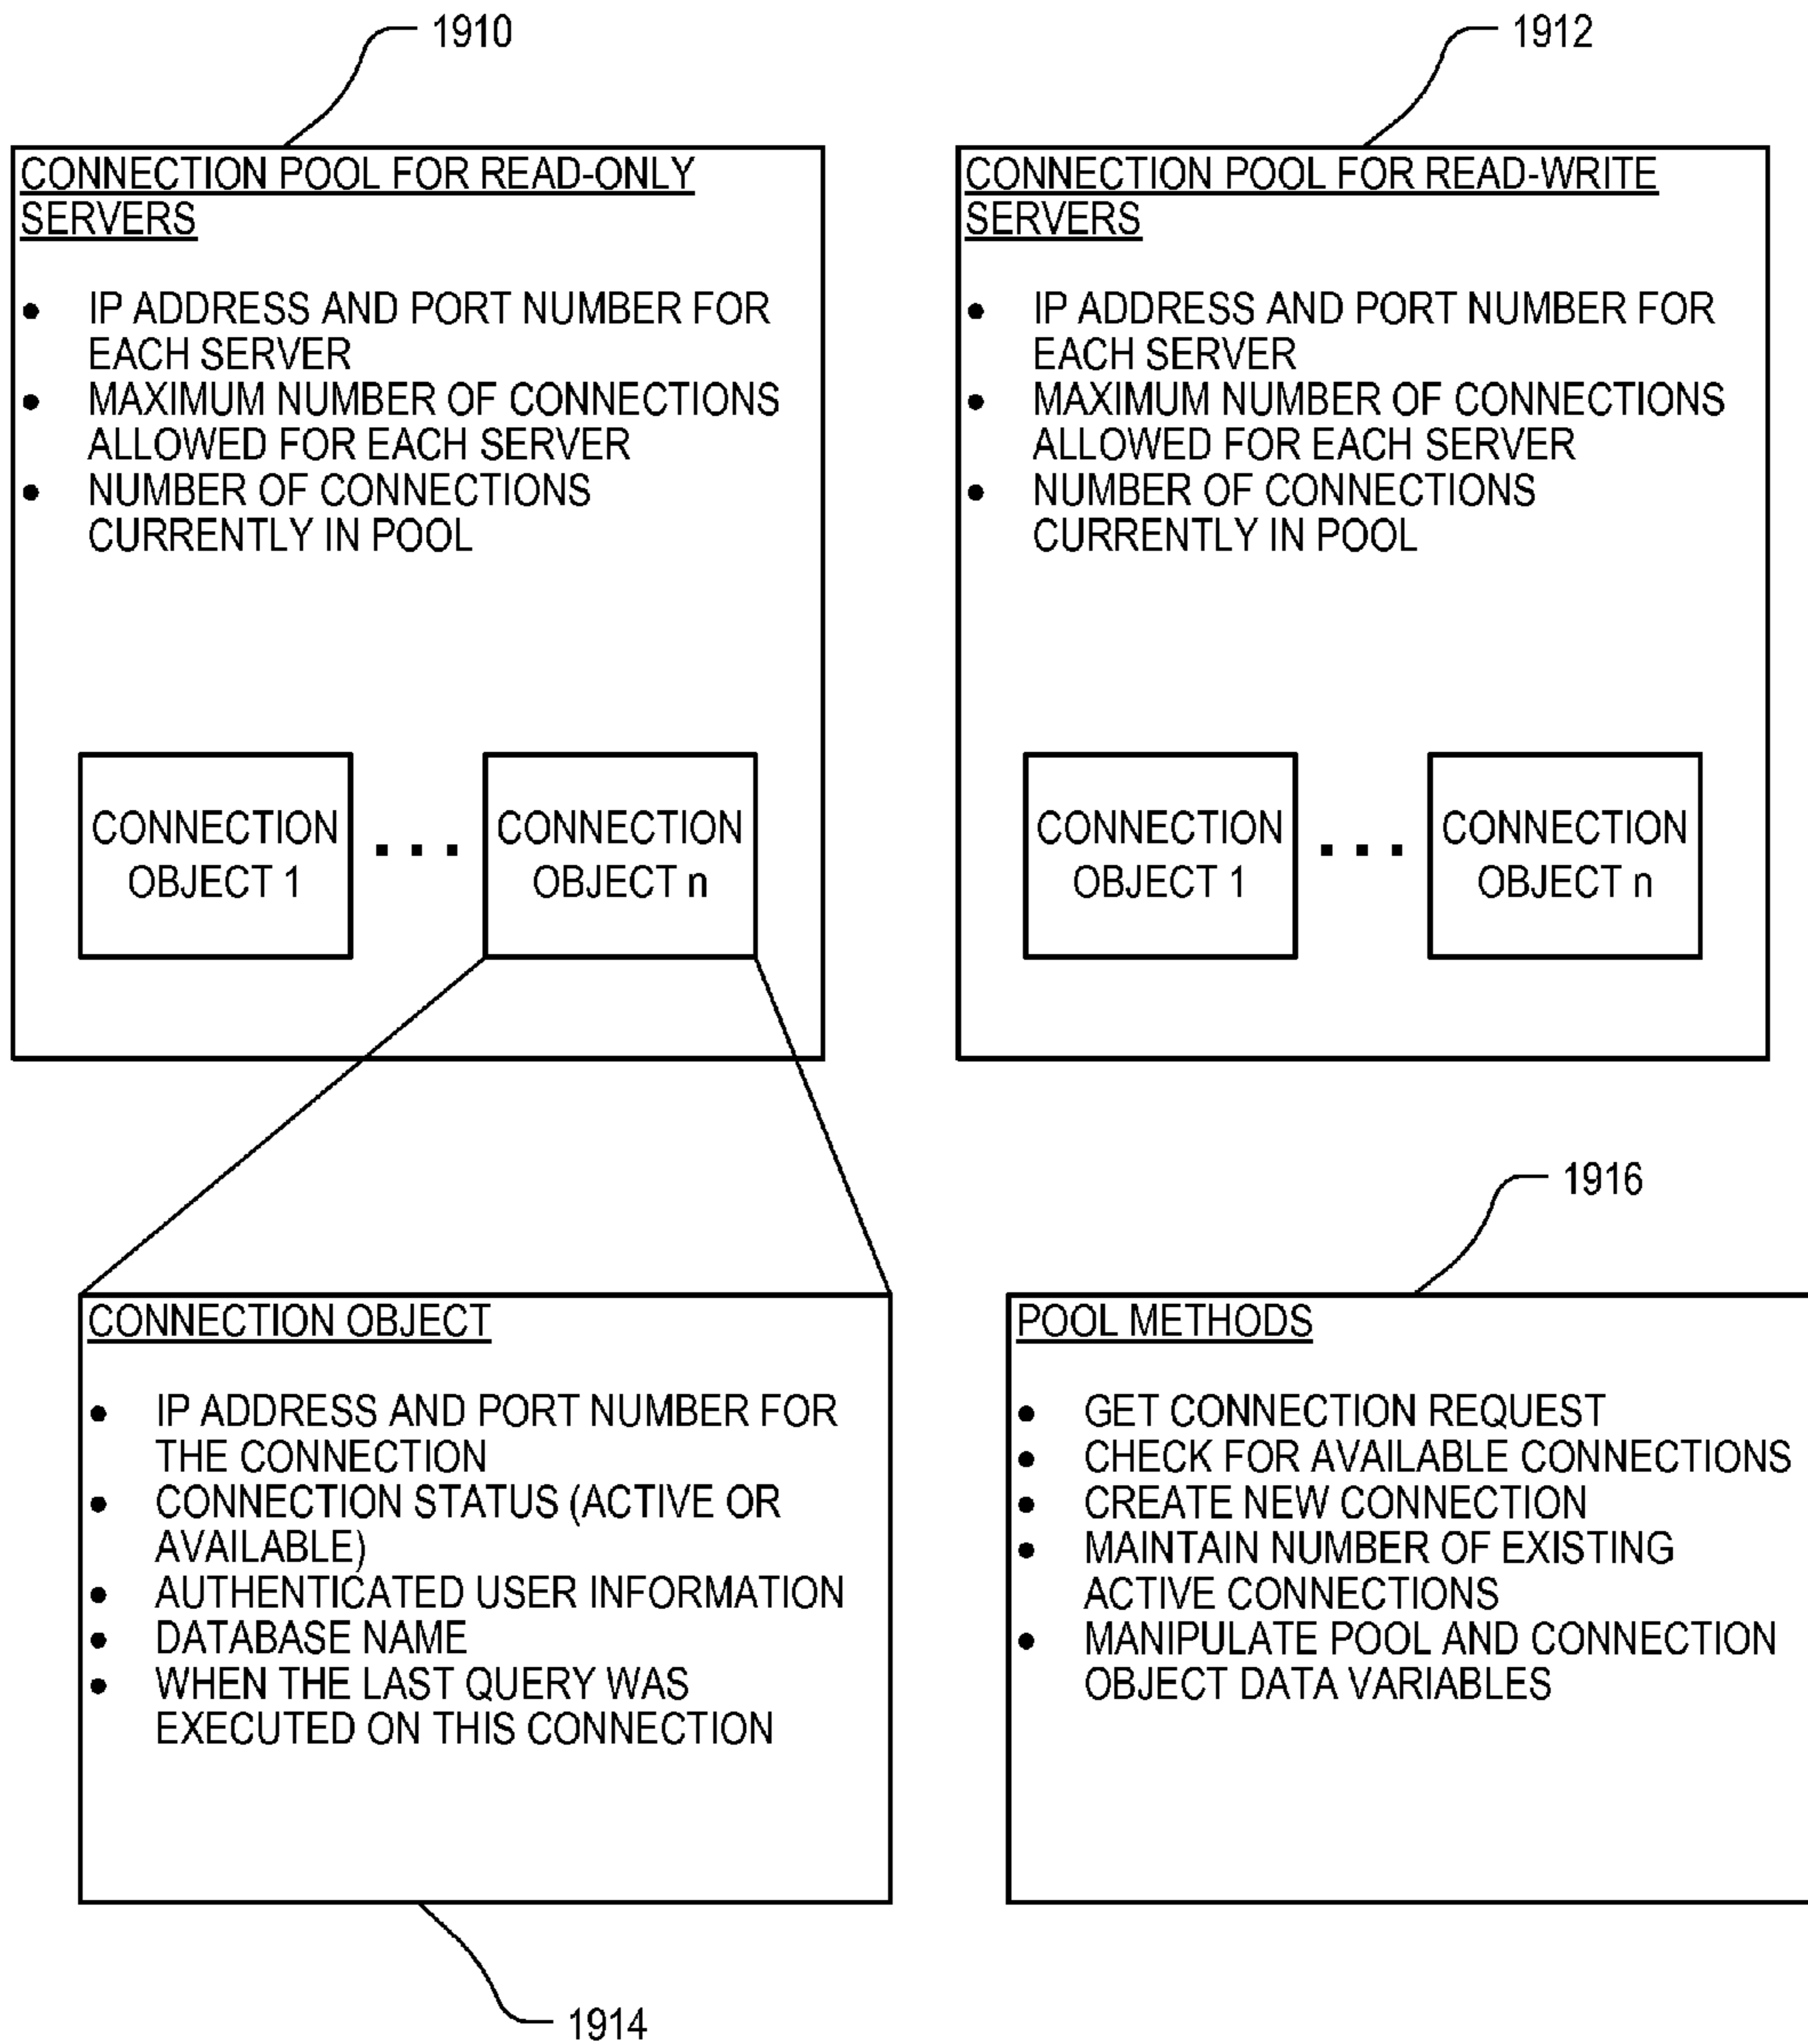 1910
CONNECTION POOL FOR READ-ONLY
SERVERS
• IP ADDRESS AND PORT NUMBER FOR
EACH SERVER
• MAXIMUM NUMBER OF CONNECTIONS
ALLOWED FOR EACH SERVER
• NUMBER OF CONNECTIONS
CURRENTLY IN POOL
CONNECTION
OBJECT 1
...
CONNECTION
OBJECT n
1912
CONNECTION POOL FOR READ-WRITE
SERVERS
• IP ADDRESS AND PORT NUMBER FOR
EACH SERVER
• MAXIMUM NUMBER OF CONNECTIONS
ALLOWED FOR EACH SERVER
• NUMBER OF CONNECTIONS
CURRENTLY IN POOL
CONNECTION
OBJECT 1
...
CONNECTION
OBJECT n
CONNECTION OBJECT
• IP ADDRESS AND PORT NUMBER FOR
THE CONNECTION
• CONNECTION STATUS (ACTIVE OR
AVAILABLE)
• AUTHENTICATED USER INFORMATION
• DATABASE NAME
• WHEN THE LAST QUERY WAS
EXECUTED ON THIS CONNECTION
1914
1916
POOL METHODS
• GET CONNECTION REQUEST
• CHECK FOR AVAILABLE CONNECTIONS
• CREATE NEW CONNECTION
• MAINTAIN NUMBER OF EXISTING
ACTIVE CONNECTIONS
• MANIPULATE POOL AND CONNECTION
OBJECT DATA VARIABLES